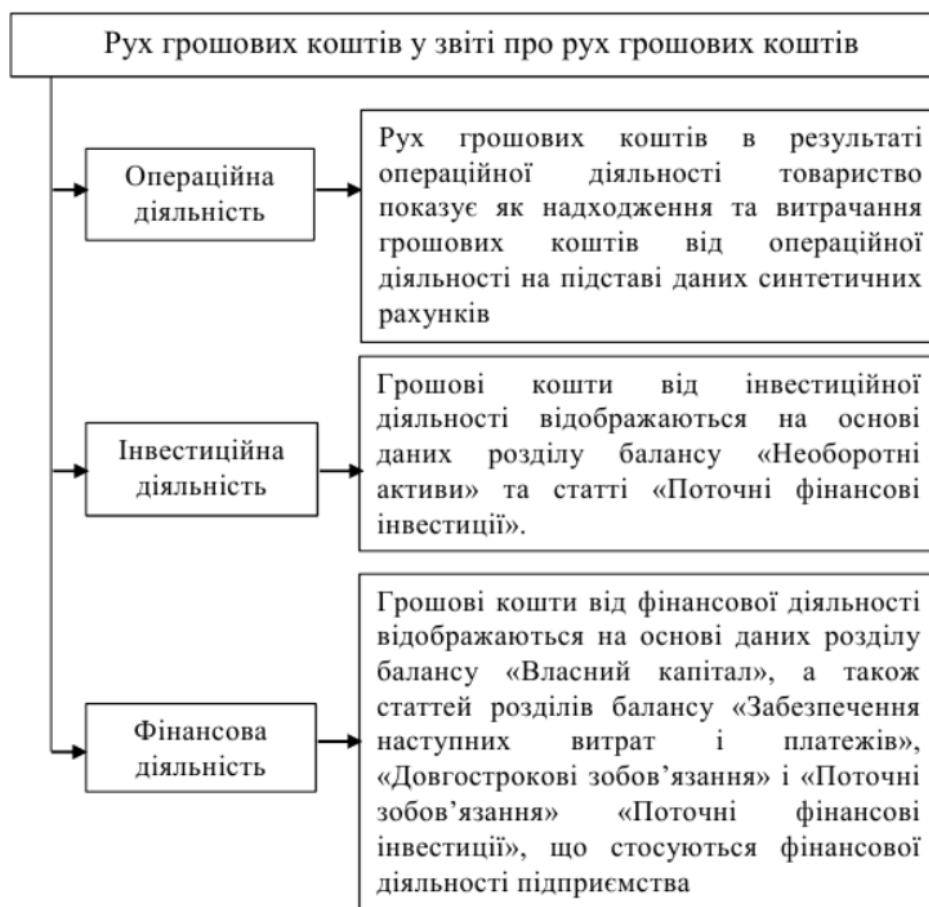 Рух грошових коштів у звіті про рух грошових коштів
Операційна
діяльність
Рух грошових коштів в результаті
операційної діяльності товариство
показує як надходження та витрачання
грошових коштів від операційної
діяльності на підставі даних синтетичних
рахунків
Інвестиційна
діяльність
Грошові кошти від інвестиційної
діяльності відображаються на основі
даних розділу балансу «Необоротні
активи» та статті «Поточні фінансові
інвестиції».
Фінансова
діяльність
Грошові кошти від фінансової діяльності
відображаються на основі даних розділу
балансу «Власний капітал», а також
статтей розділів балансу «Забезпечення
наступних витрат і платежів»,
«Довгострокові зобов’язання» і «Поточні
зобов’язання» «Поточні фінансові
інвестиції», що стосуються фінансової
діяльності підприємства